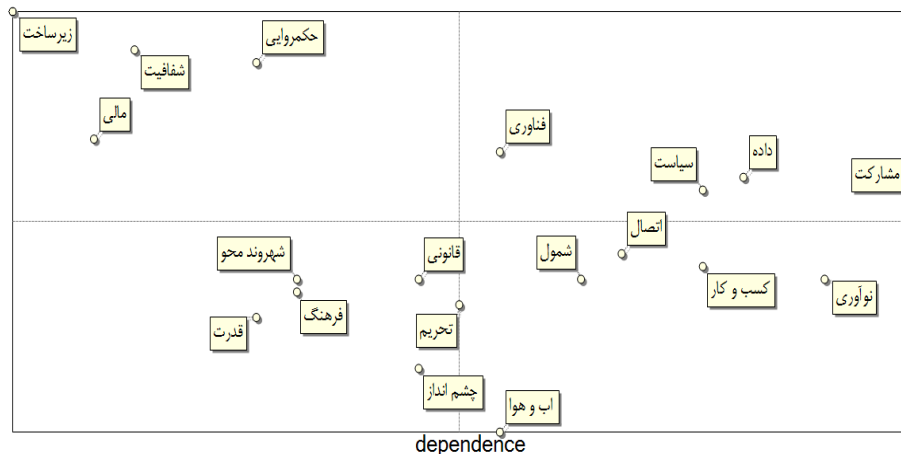 زیرساخت
حکمروایی
شفافیت
مالی
فناوری
داده
سیاست
مشارکت
اتصال
شهروند محو
قانونی
شمول
کسب و کار
نوآوری
فرهنگ
قدرت
تحریم
چشم انداز
اب و هوا
dependence